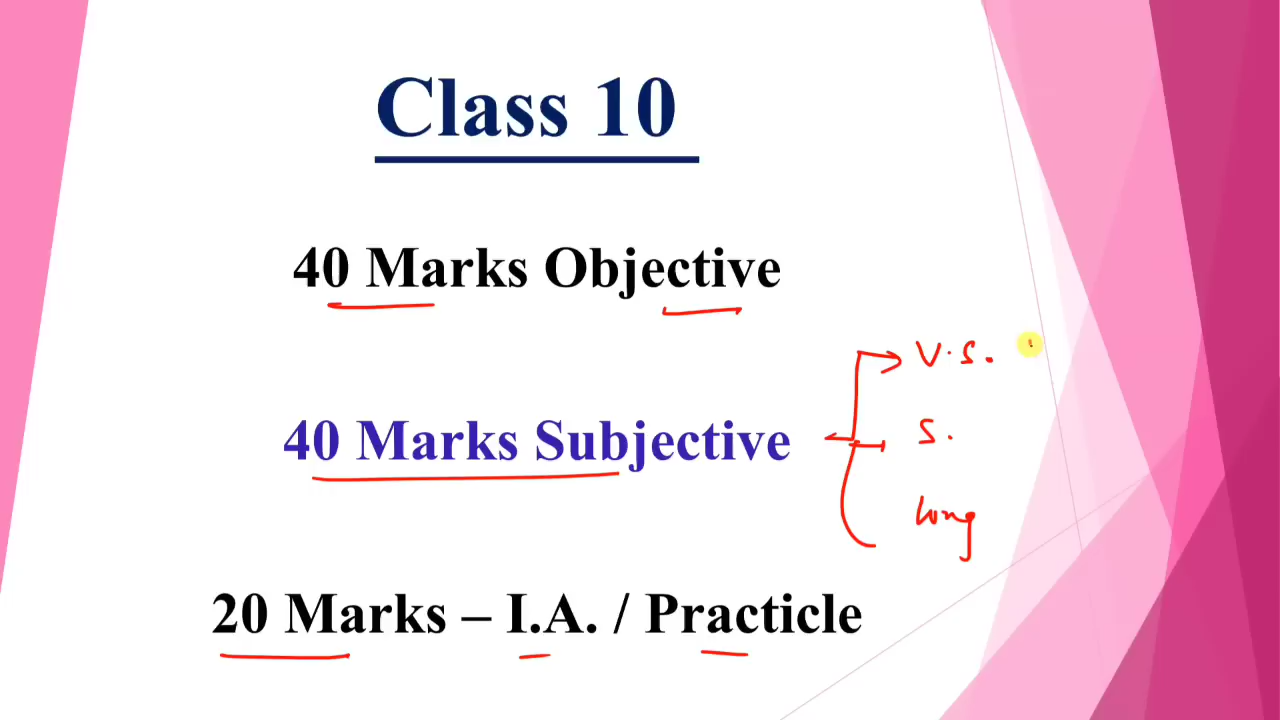 Class 10
40 Marks Objective
V.S.
40 Marks Subjective
S.
long
20 Marks – I.A. / Practicle